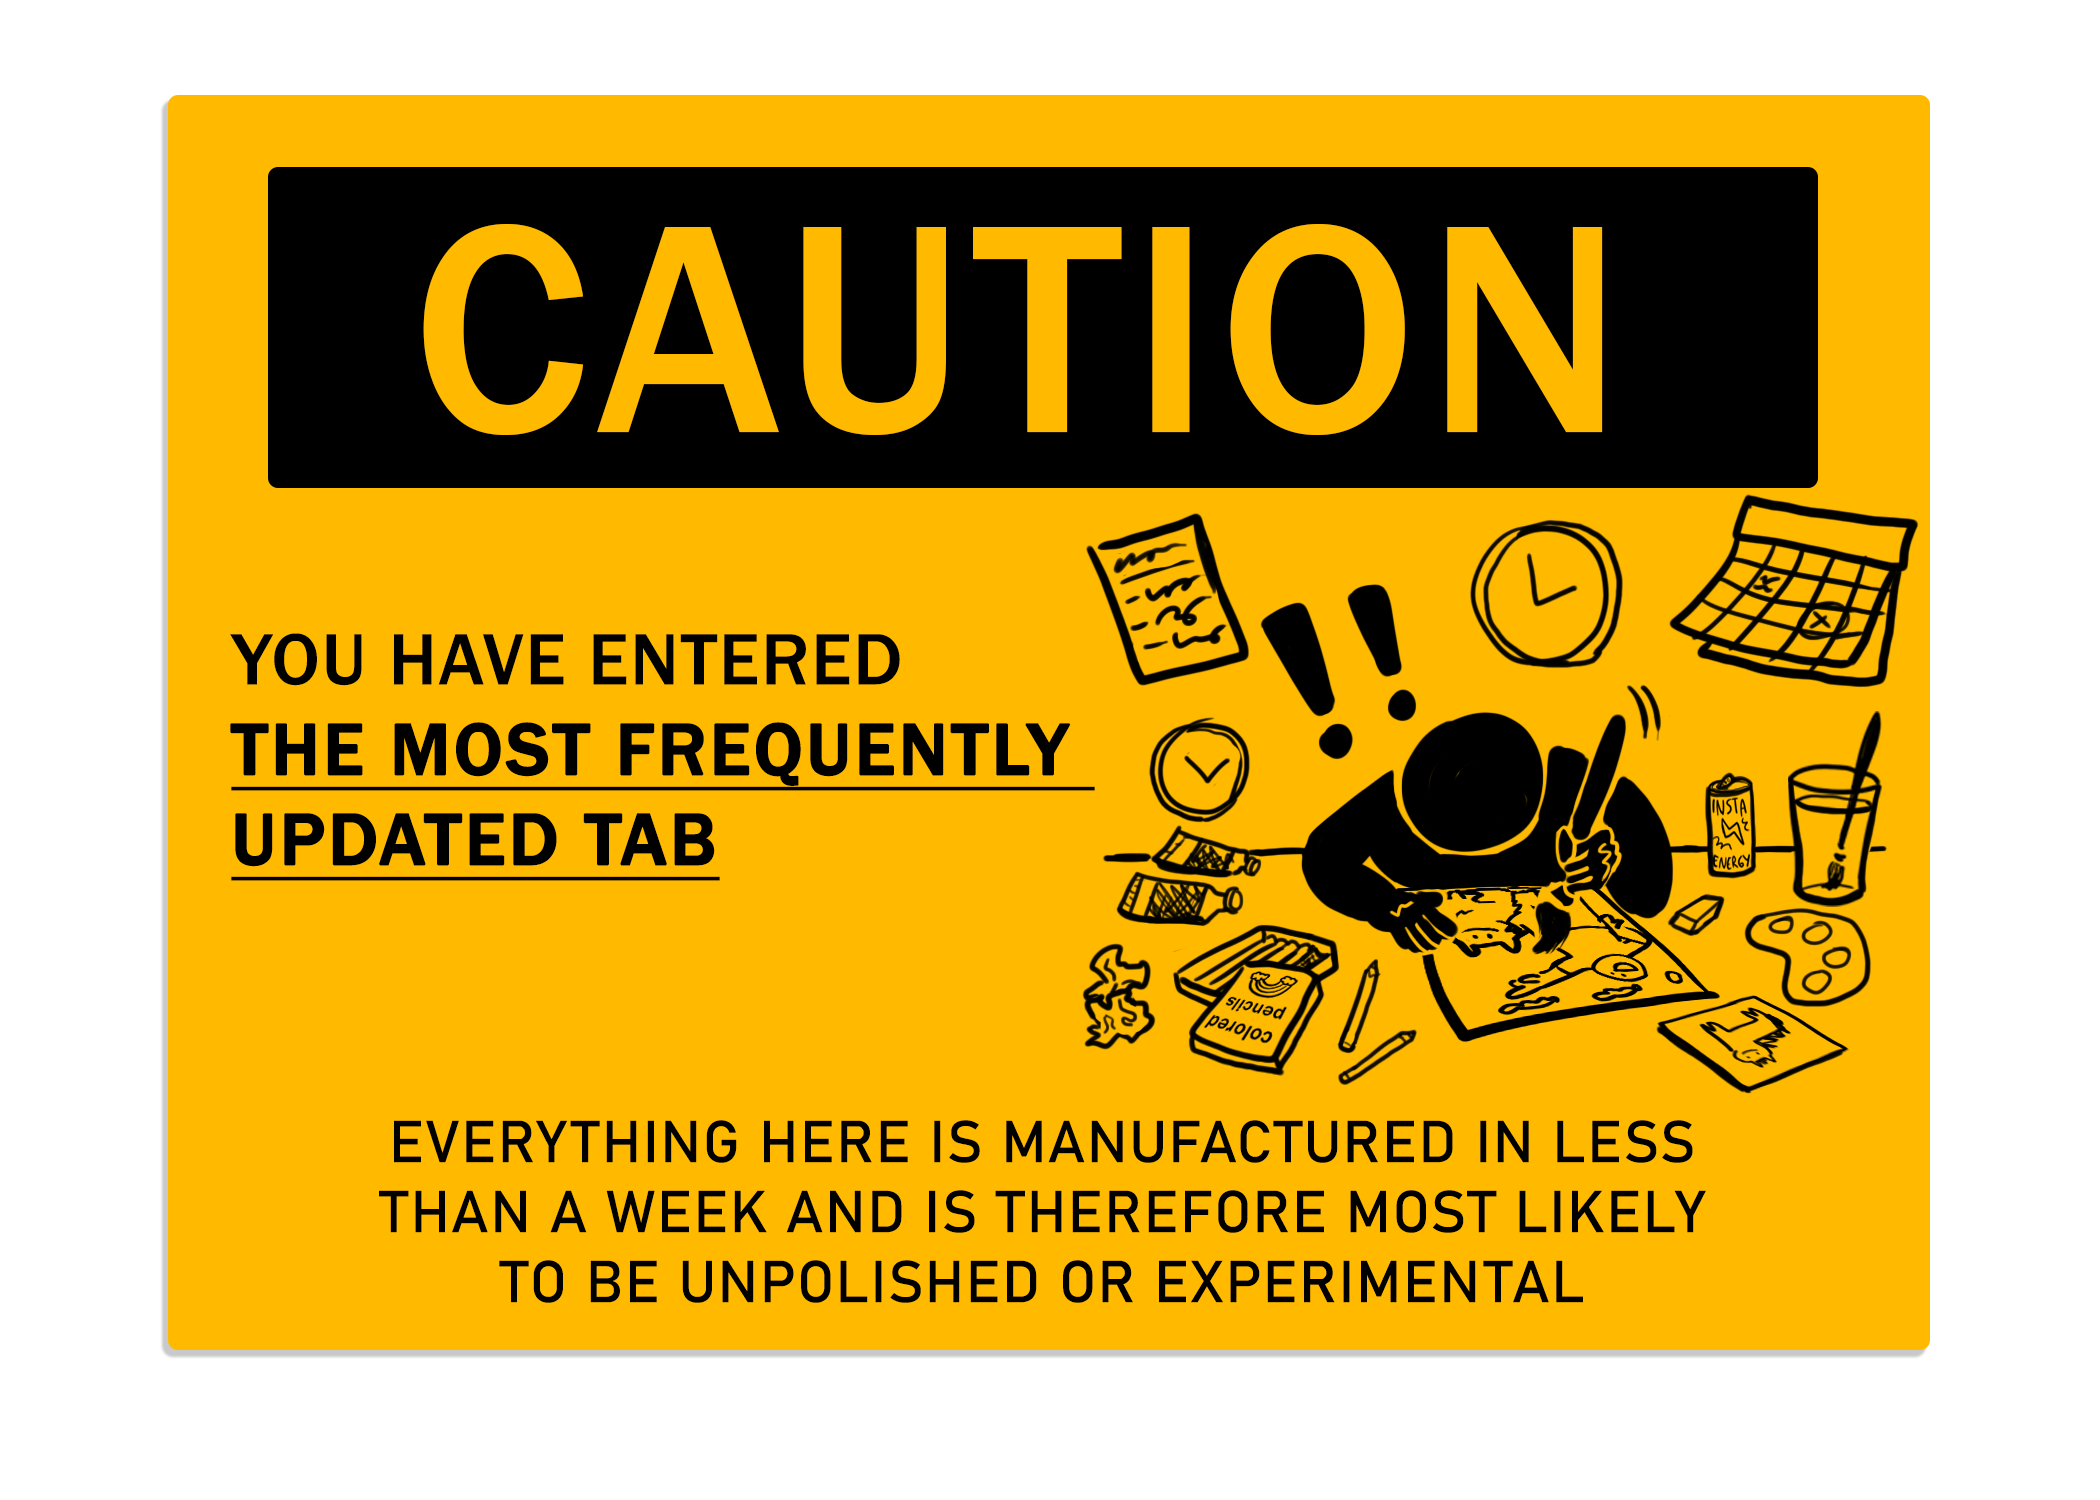 CAUTION
YOU HAVE ENTERED
THE MOST FREQUENTLY
UPDATED TAB
INSTA
ENERGY
colored
pencils
EVERYTHING HERE IS MANUFACTURED IN LESS
THAN A WEEK AND IS THEREFORE MOST LIKELY
TO BE UNPOLISHED OR EXPERIMENTAL